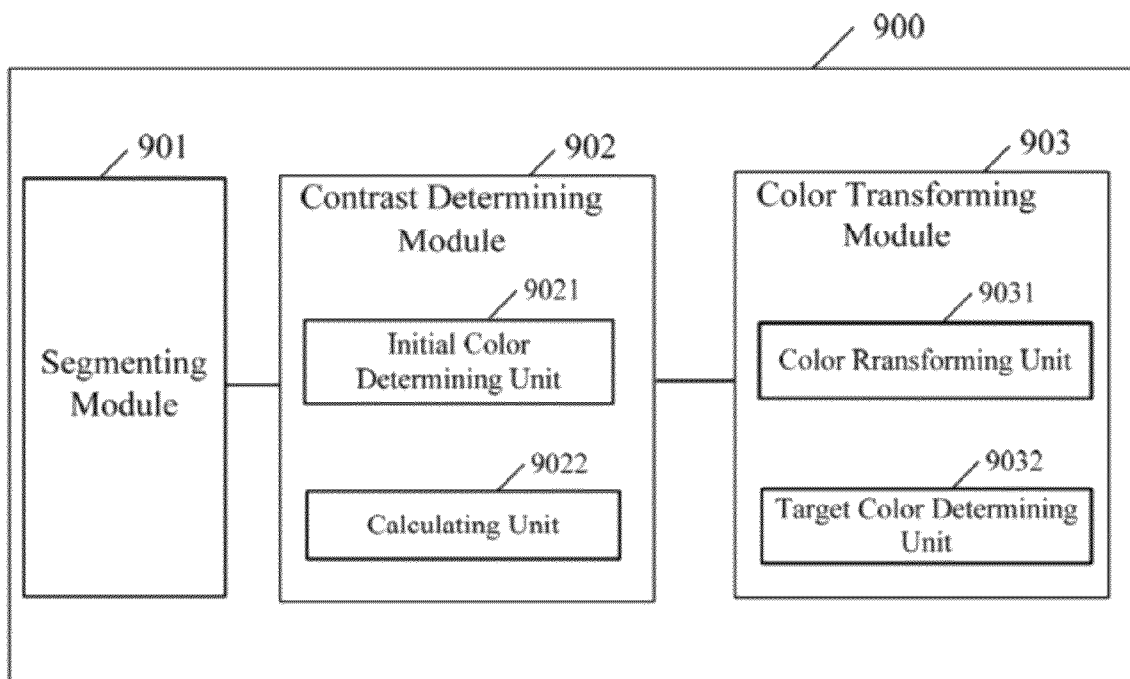 900
901
Segmenting
Module
902
Contrast Determining
Module
9021
Initial Color
Determining Unit
9022
Calculating Unit
903
Color Transforming
Module
9031
Color Rransforming Unit
9032
Target Color Determining
Unit